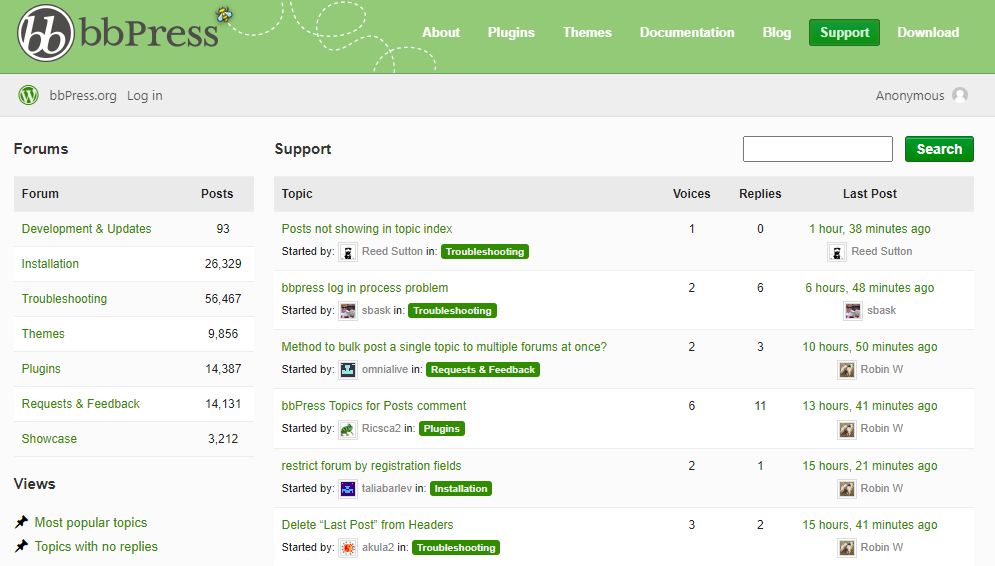 bb bbPress
About Plugins Themes Documentation Blog Support Download
bbPress.org Log in Anonymous
Forums
Forum Posts
Development & Updates 93
Installation 26,329
Troubleshooting 56,467
Themes 9,856
Plugins 14,387
Requests & Feedback 14,131
Showcase 3,212
Views
Most popular topics
Topics with no replies
Support Search
Topic Voices Replies Last Post
Posts not showing in topic index 1 0 1 hour, 38 minutes ago
Started by: Reed Sutton in: Troubleshooting Reed Sutton
bbpress log in process problem 2 6 6 hours, 48 minutes ago
Started by: sbask in: Troubleshooting sbask
Method to bulk post a single topic to multiple forums at once? 2 3 10 hours, 50 minutes ago
Started by: omnialive in: Requests & Feedback Robin W
bbPress Topics for Posts comment 6 11 13 hours, 41 minutes ago
Started by: Ricsca2 in: Plugins Robin W
restrict forum by registration fields 2 1 15 hours, 21 minutes ago
Started by: taliabarlev in: Installation Robin W
Delete “Last Post” from Headers 3 2 15 hours, 41 minutes ago
Started by: akula2 in: Troubleshooting Robin W